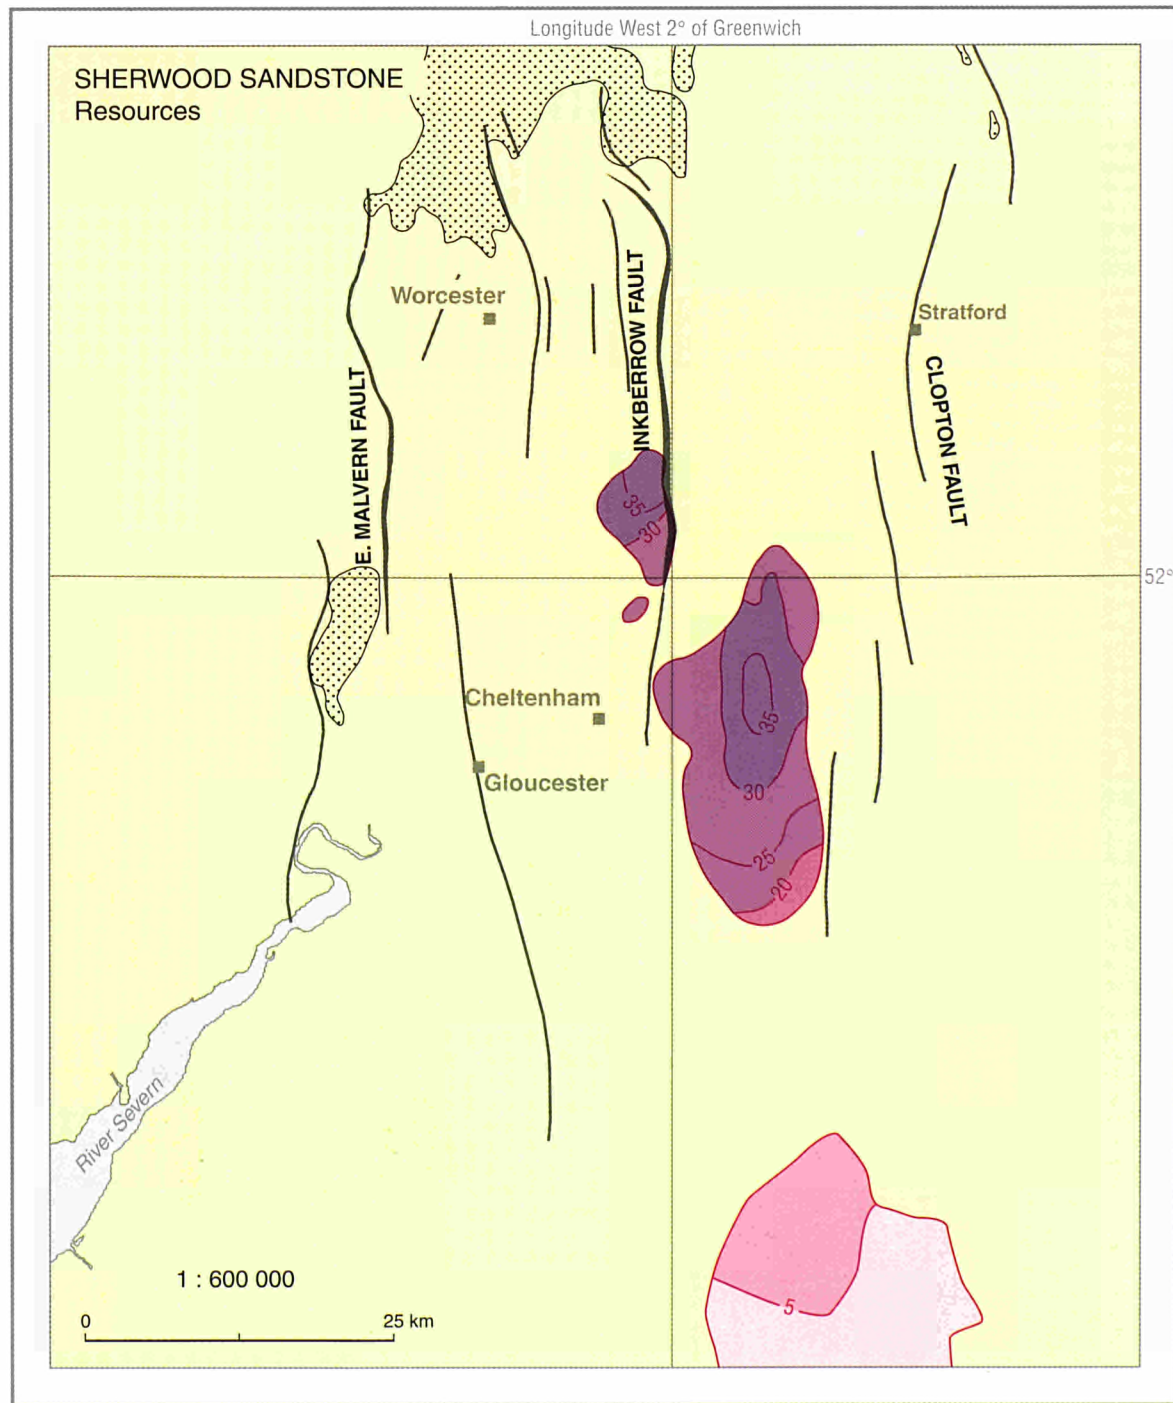 Longitude West 2° of Greenwich
SHERWOOD SANDSTONE
Resources
Worcester
Stratford
INKBERROW FAULT
CLOPTON FAULT
E. MALVERN FAULT
35
30
52°
Cheltenham
35
Gloucester
30
25
20
River Severn
1 : 600 000
0 25 km
5